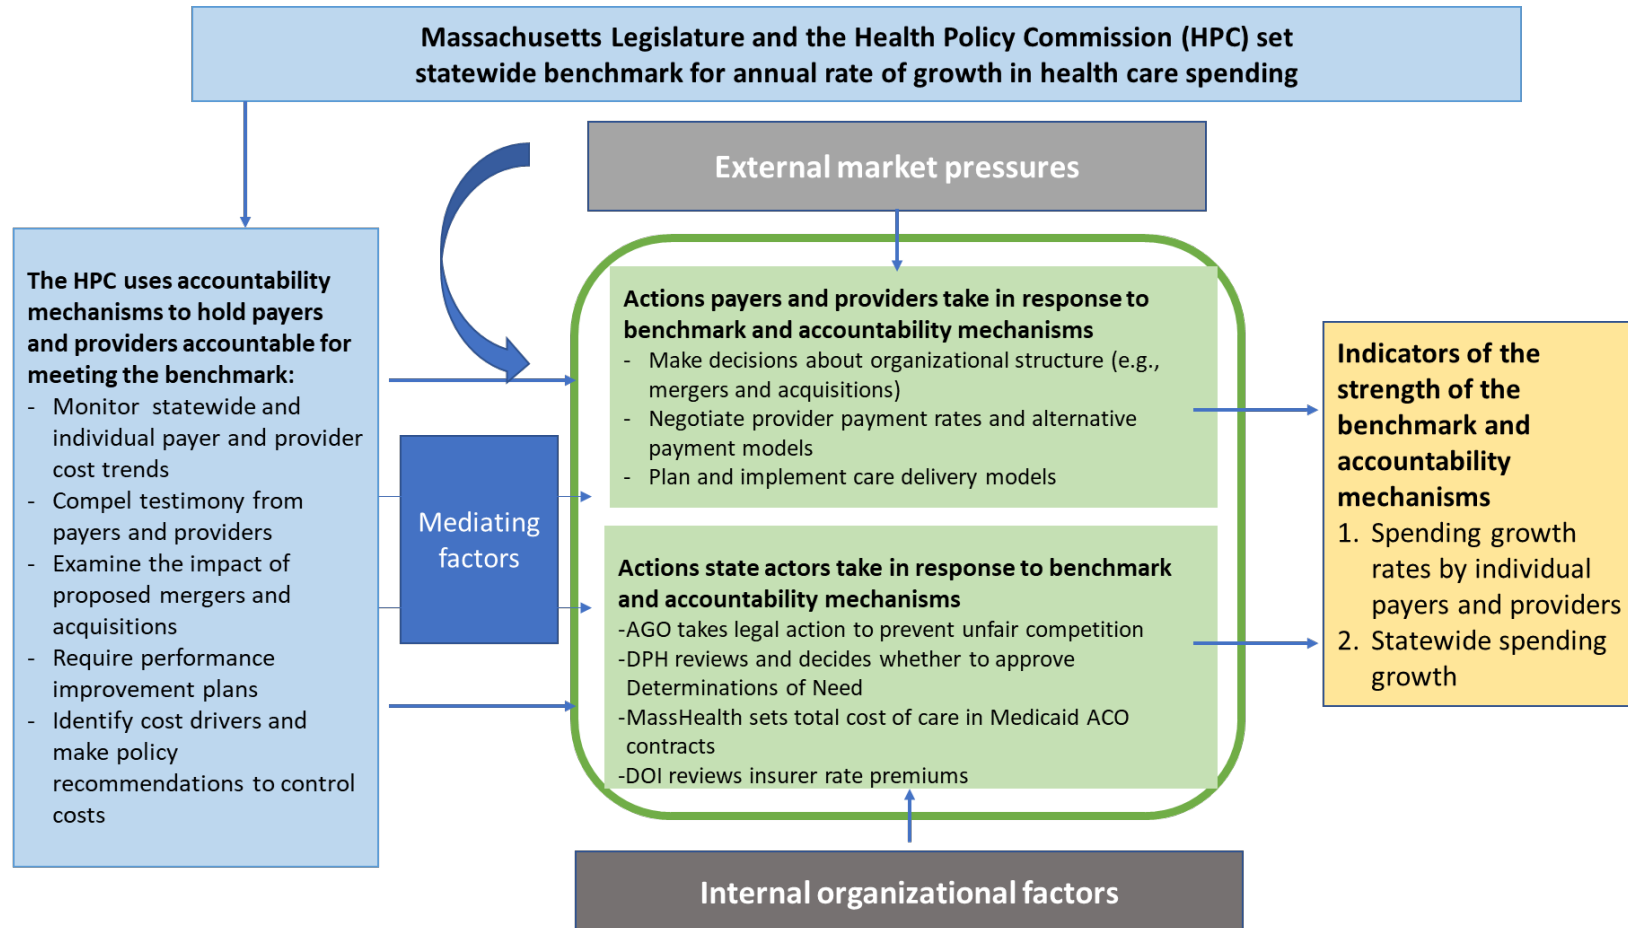 Massachusetts Legislature and the Health Policy Commission (HPC) set
statewide benchmark for annual rate of growth in health care spending
External market pressures
The HPC uses accountability
mechanisms to hold payers
and providers accountable for
meeting the benchmark:
- Monitor statewide and
individual payer and provider
cost trends
- Compel testimony from
payers and providers
- Examine the impact of
proposed mergers and
acquisitions
- Require performance
improvement plans
- Identify cost drivers and
make policy
recommendations to control
costs
Mediating
factors
Actions payers and providers take in response to
benchmark and accountability mechanisms
- Make decisions about organizational structure (e.g.,
mergers and acquisitions)
- Negotiate provider payment rates and alternative
payment models
- Plan and implement care delivery models
Actions state actors take in response to benchmark
and accountability mechanisms
-AGO takes legal action to prevent unfair competition
-DPH reviews and decides whether to approve
Determinations of Need
-MassHealth sets total cost of care in Medicaid ACO
contracts
-DOI reviews insurer rate premiums
Indicators of the
strength of the
benchmark and
accountability
mechanisms
1. Spending growth
rates by individual
payers and providers
2. Statewide spending
growth
Internal organizational factors